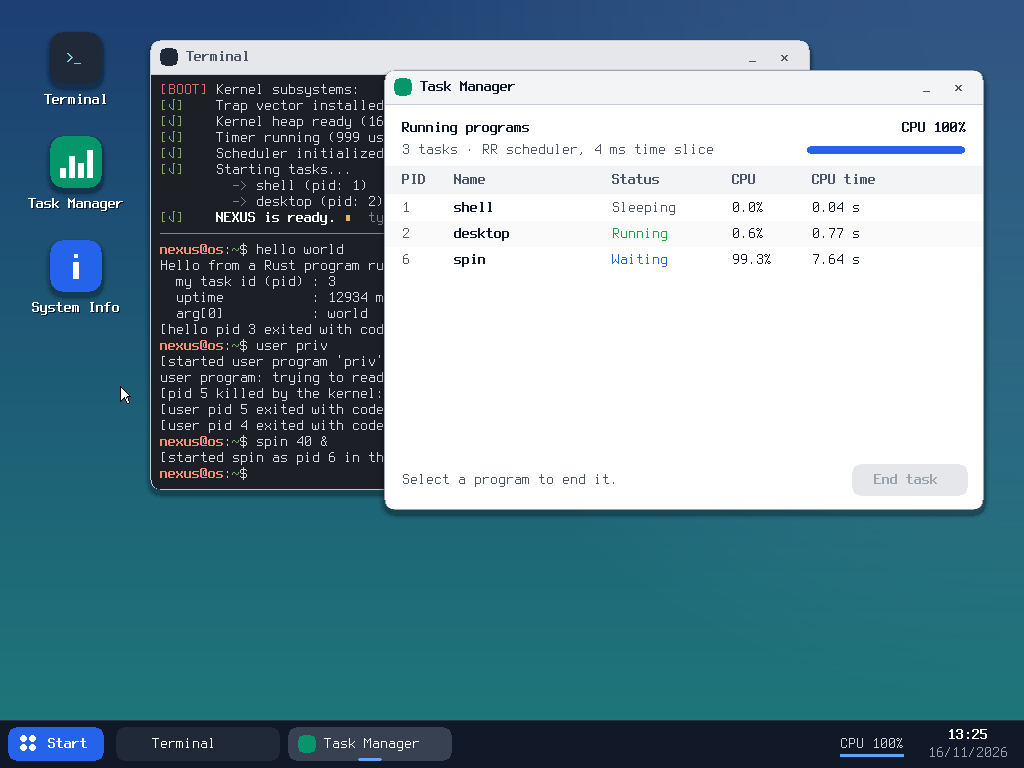 >_
Terminal
Task Manager
i
System Info
Terminal
_ ×
[BOOT] Kernel subsystems:
[√] Trap vector installed
[√] Kernel heap ready (16
[√] Timer running (999 us
[√] Scheduler initialized
[√] Starting tasks...
-> shell (pid: 1)
-> desktop (pid: 2)
[√] NEXUS is ready. ty
nexus@os:~$ hello world
Hello from a Rust program ru
my task id (pid) : 3
uptime : 12934 m
arg[0] : world
[hello pid 3 exited with cod
nexus@os:~$ user priv
[started user program 'priv'
user program: trying to read
[pid 5 killed by the kernel:
[user pid 5 exited with code
[user pid 4 exited with code
nexus@os:~$ spin 40 &
[started spin as pid 6 in th
nexus@os:~$
Task Manager
_ ×
Running programs CPU 100%
3 tasks · RR scheduler, 4 ms time slice
PID Name Status CPU CPU time
1 shell Sleeping 0.0% 0.04 s
2 desktop Running 0.6% 0.77 s
6 spin Waiting 99.3% 7.64 s
Select a program to end it. End task
Start Terminal Task Manager CPU 100%
13:25
16/11/2026